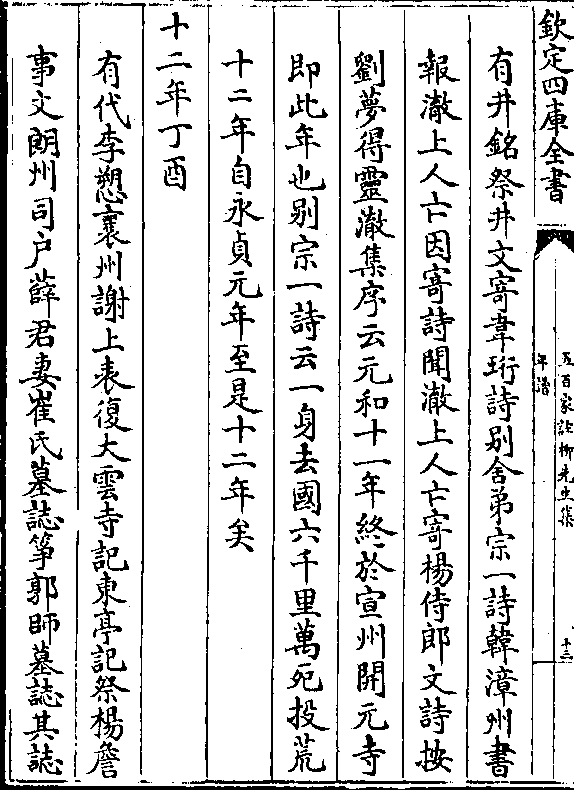 欽定四庫全書
五百家註柳先生集
年譜
十三
有井銘祭井文寄韋珩詩别舍弟宗一詩韓漳州書
報澈上人亡因寄詩聞澈上人亡寄楊侍郎文詩按
劉夢得靈澈集序云元和十一年終於宣州開元寺
即此年也别宗一詩云一身去國六千里萬死投荒
十二年自永貞元年至是十二年矣
十二年丁酉
有代李愬襄州謝上表復大雲寺記東亭記祭楊詹
事文朗州司户薛君妻崔氏墓誌筝郭師墓誌其誌